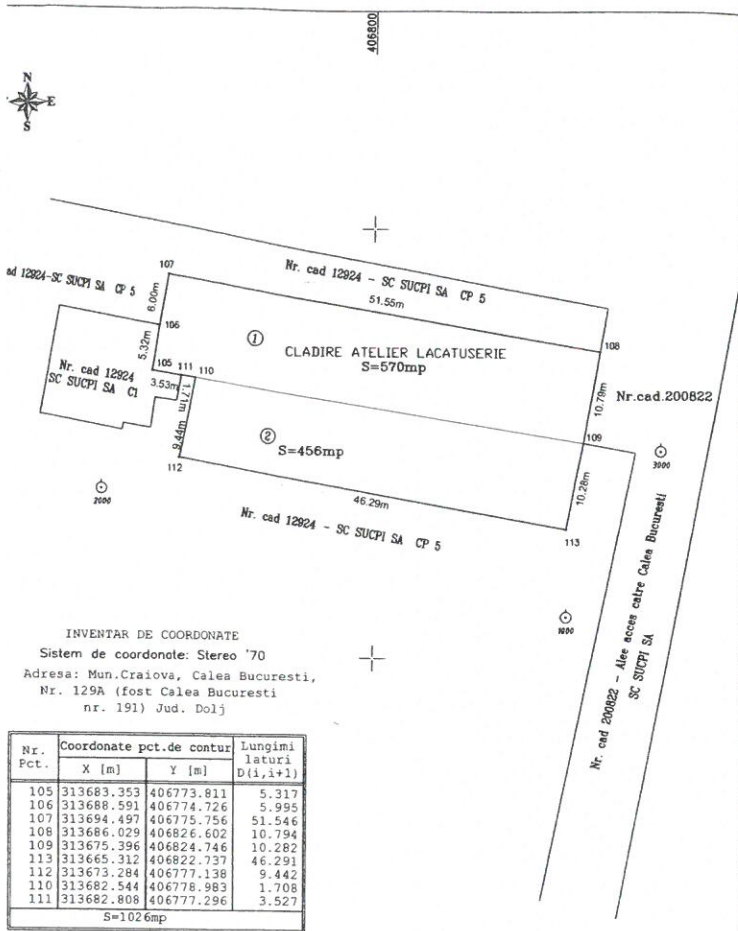 406800
N
E
S
107
ad 12924-SC SUCPI SA CP 5
Nr. cad 12924 - SC SUCPI SA CP 5
51.55m
6.00m
106
108
5.32m
1
CLADIRE ATELIER LACATUSERIE
S=570mp
105 111 110
Nr. cad 12924
SC SUCPI SA C1
3.53m
1.71m
10.79m
Nr.cad.200822
109
2
S=456mp
9.44m
112
3000
10.28m
2000
46.29m
Nr. cad 12924 - SC SUCPI SA CP 5
113
Nr. cad 200822 - Alee acces catre Calea Bucuresti
SC SUCPI SA
INVENTAR DE COORDONATE
Sistem de coordonate: Stereo '70
Adresa: Mun.Craiova, Calea Bucuresti,
Nr. 129A (fost Calea Bucuresti
nr. 191) Jud. Dolj
Nr. Pct. Coordonate pct.de contur Lungimi laturi D(i,i+1)
X [m] Y [m]
105 313683.353 406773.811 5.317
106 313688.591 406774.726 5.995
107 313694.497 406775.756 51.546
108 313686.029 406826.602 10.794
109 313675.396 406824.746 10.282
113 313665.312 406822.737 46.291
112 313673.284 406777.138 9.442
110 313682.544 406778.983 1.708
111 313682.808 406777.296 3.527
S=1026mp